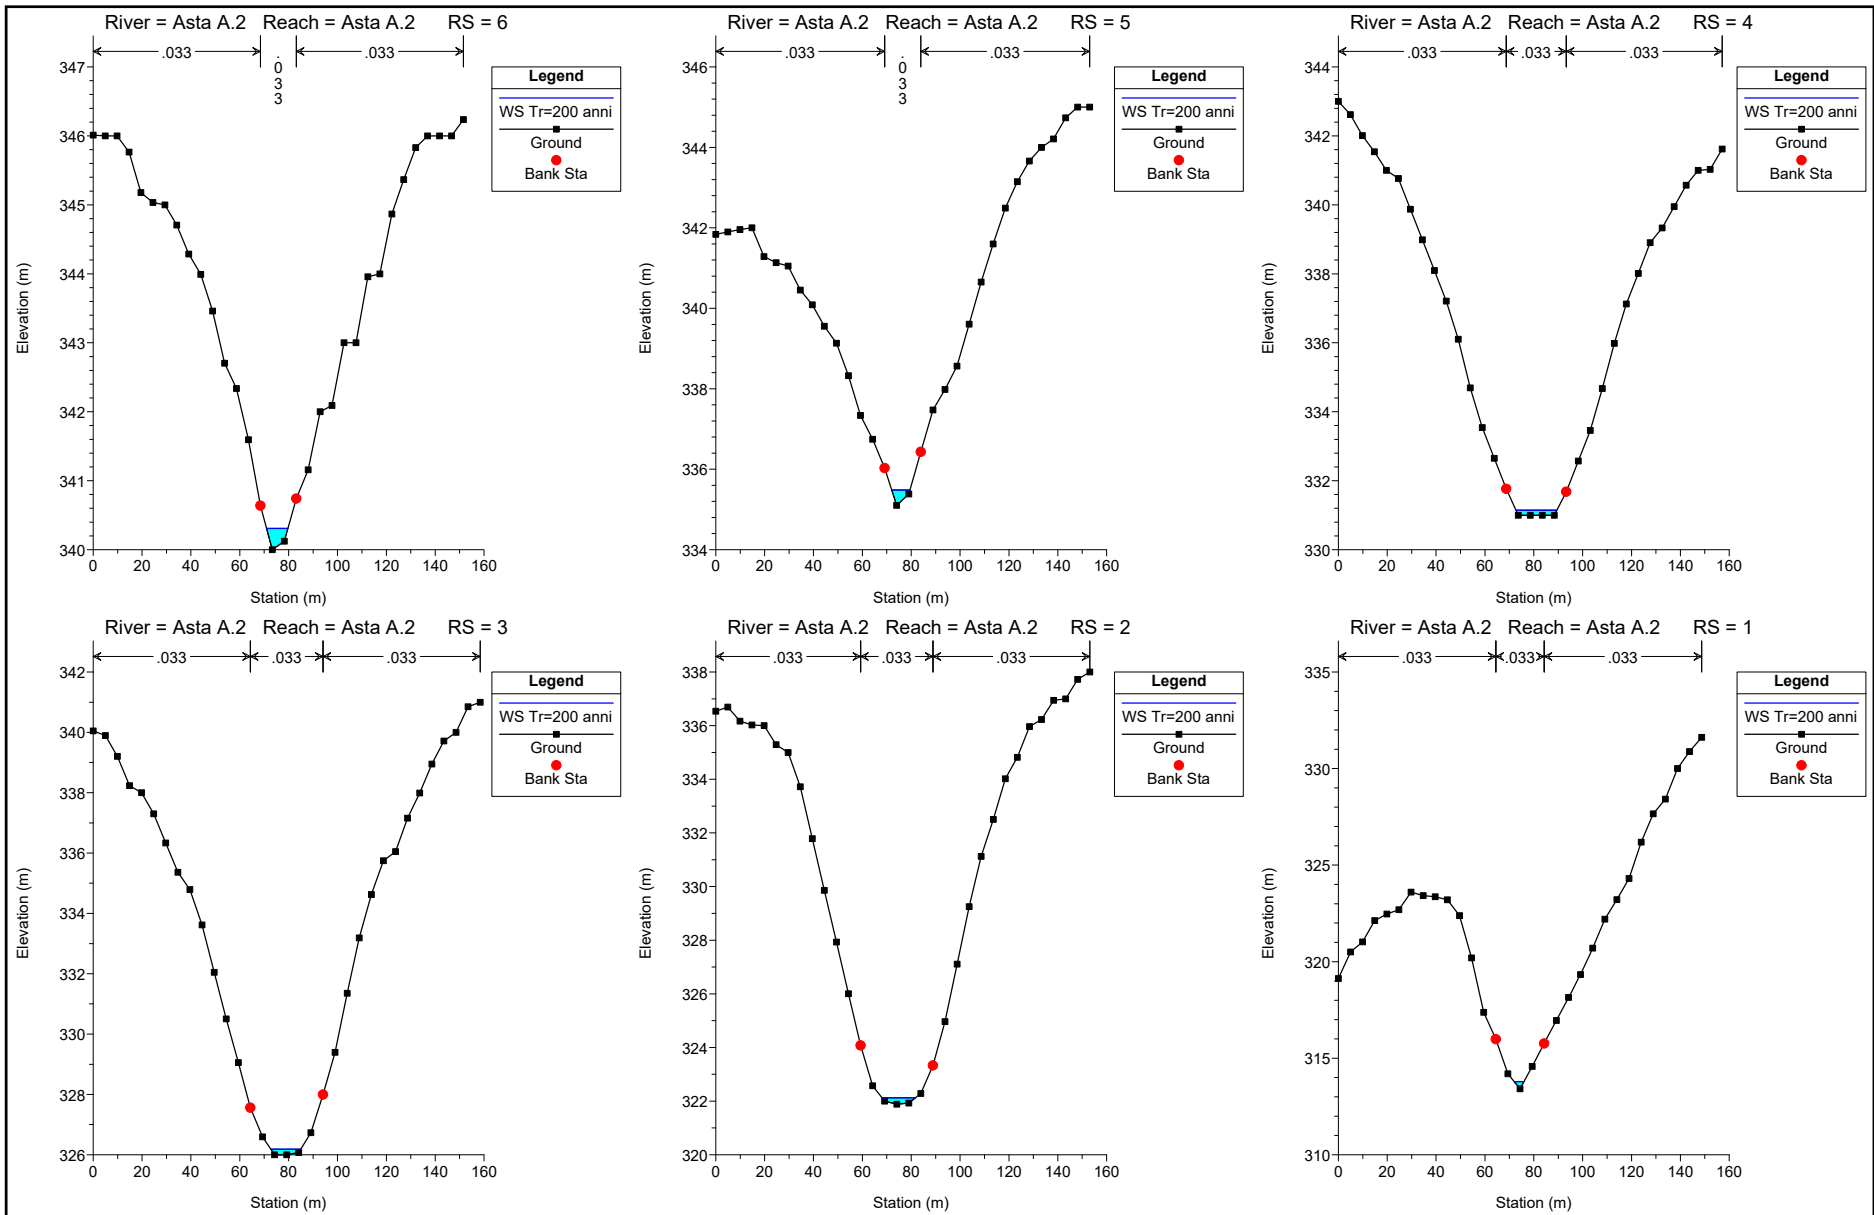 River = Asta A.2 Reach = Asta A.2 RS = 6
.033 .033 .033
Legend
WS Tr=200 anni
Ground
Bank Sta
347
346
345
344
343
342
341
340
Elevation (m)
0 20 40 60 80 100 120 140 160
Station (m)
River = Asta A.2 Reach = Asta A.2 RS = 5
.033 .033 .033
Legend
WS Tr=200 anni
Ground
Bank Sta
346
344
342
340
338
336
334
Elevation (m)
0 20 40 60 80 100 120 140 160
Station (m)
River = Asta A.2 Reach = Asta A.2 RS = 4
.033 .033 .033
Legend
WS Tr=200 anni
Ground
Bank Sta
344
342
340
338
336
334
332
330
Elevation (m)
0 20 40 60 80 100 120 140 160
Station (m)
River = Asta A.2 Reach = Asta A.2 RS = 3
.033 .033 .033
Legend
WS Tr=200 anni
Ground
Bank Sta
342
340
338
336
334
332
330
328
326
Elevation (m)
0 20 40 60 80 100 120 140 160
Station (m)
River = Asta A.2 Reach = Asta A.2 RS = 2
.033 .033 .033
Legend
WS Tr=200 anni
Ground
Bank Sta
338
336
334
332
330
328
326
324
322
320
Elevation (m)
0 20 40 60 80 100 120 140 160
Station (m)
River = Asta A.2 Reach = Asta A.2 RS = 1
.033 .033 .033
Legend
WS Tr=200 anni
Ground
Bank Sta
335
330
325
320
315
310
Elevation (m)
0 20 40 60 80 100 120 140 160
Station (m)